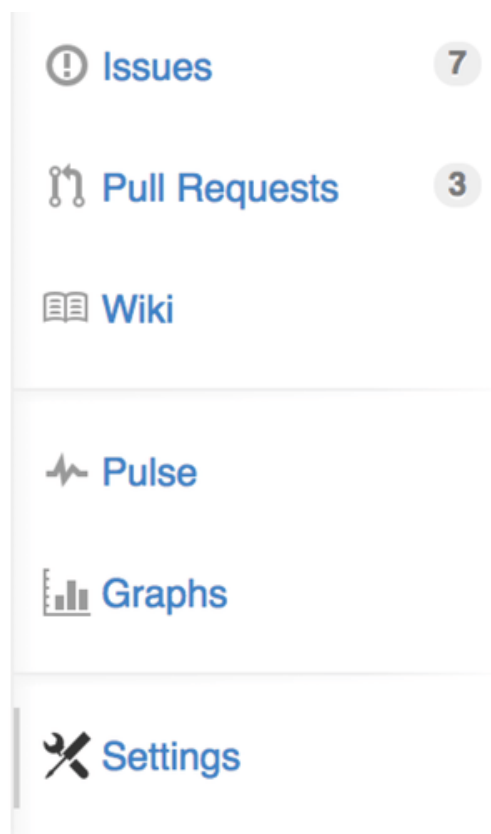 Issues 7
Pull Requests 3
Wiki
Pulse
Graphs
Settings